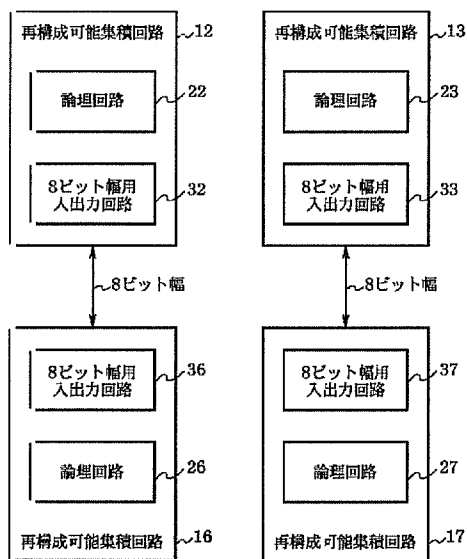 再構成可能集積回路 12
論理回路 22
8ビット幅用
入出力回路 32
8ビット幅
8ビット幅用
入出力回路 36
論理回路 26
再構成可能集積回路 16
再構成可能集積回路 13
論理回路 23
8ビット幅用
入出力回路 33
8ビット幅
8ビット幅用
入出力回路 37
論理回路 27
再構成可能集積回路 17